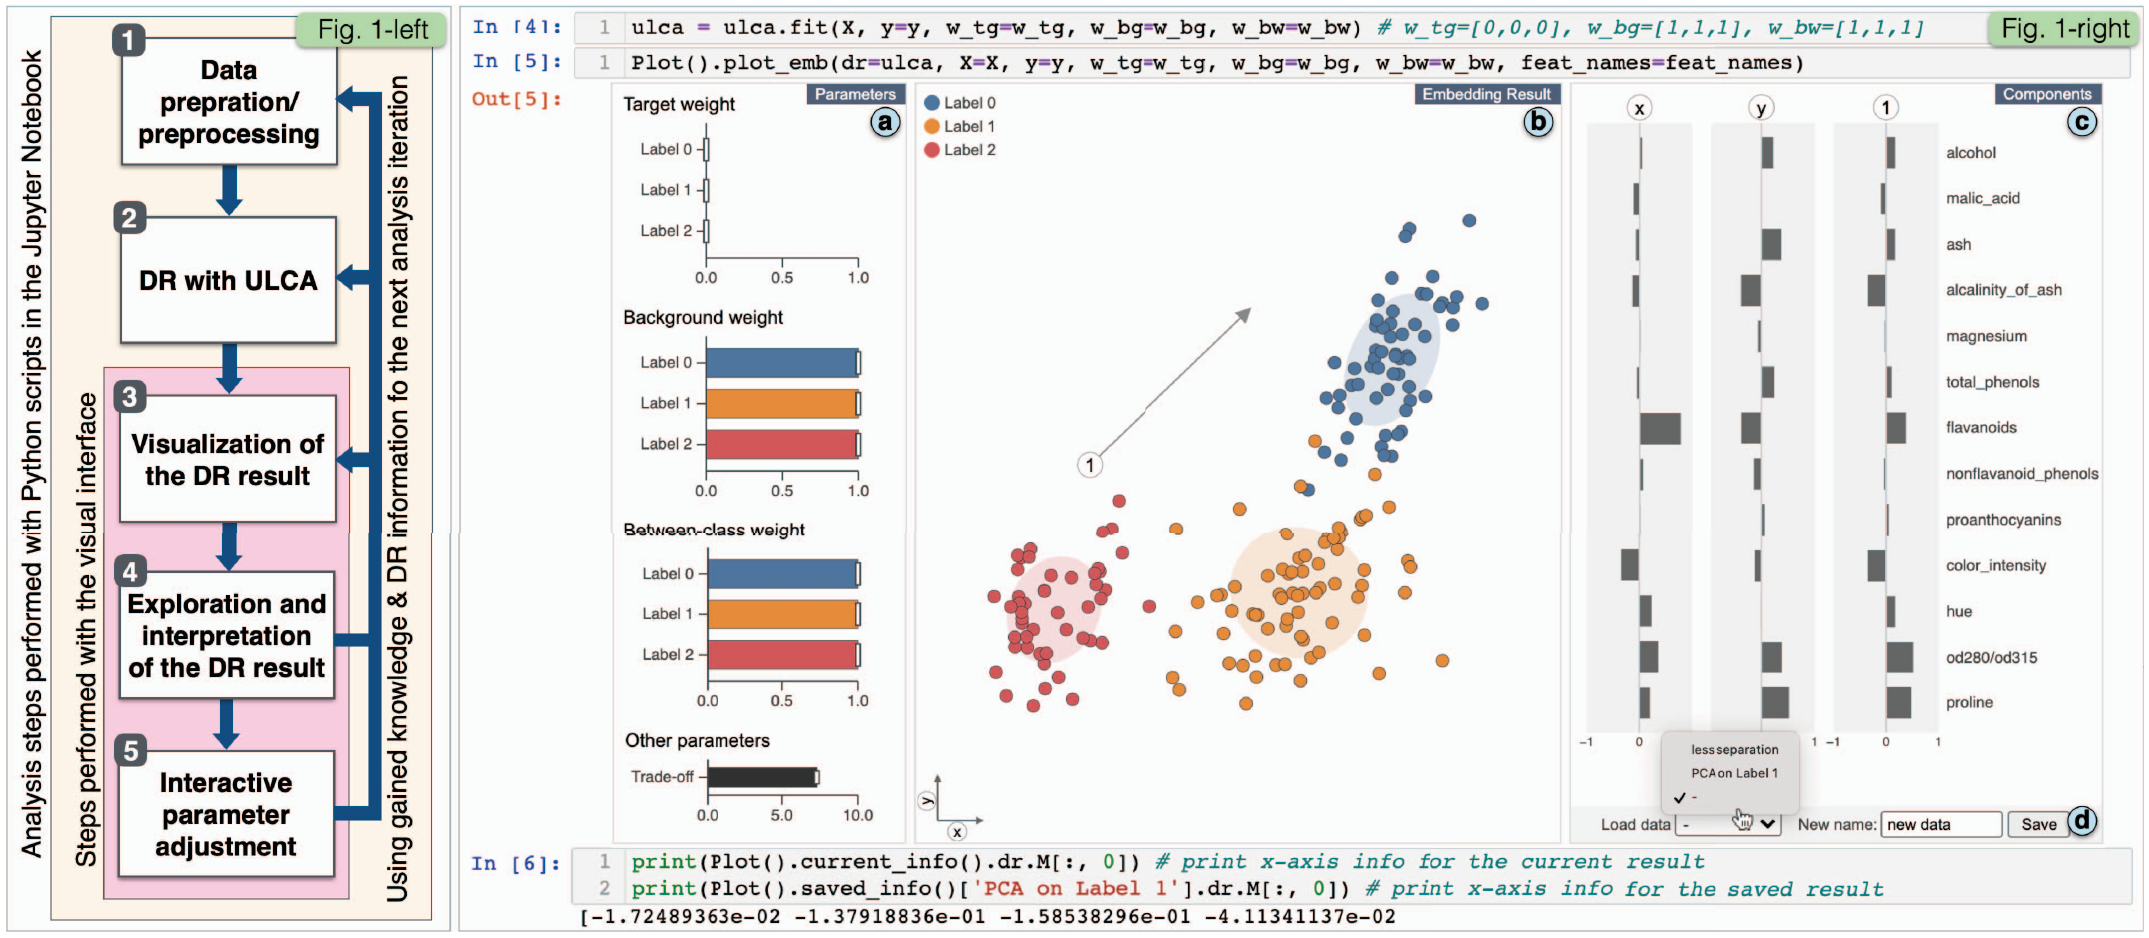 Fig. 1-left
Analysis steps performed with Python scripts in the Jupyter Notebook
Steps performed with the visual interface
1
Data
prepration/
preprocessing
2
DR with ULCA
3
Visualization of
the DR result
4
Exploration and
interpretation
of the DR result
5
Interactive
parameter
adjustment
Using gained knowledge & DR information fo the next analysis iteration
Fig. 1-right
In [4]: 1 ulca = ulca.fit(X, y=y, w_tg=w_tg, w_bg=w_bg, w_bw=w_bw) # w_tg=[0,0,0], w_bg=[1,1,1], w_bw=[1,1,1]
In [5]: 1 Plot().plot_emb(dr=ulca, X=X, y=y, w_tg=w_tg, w_bg=w_bg, w_bw=w_bw, feat_names=feat_names)
Out[5]:
Parameters
a
Target weight
Label 0
Label 1
Label 2
0.0 0.5 1.0
Background weight
Label 0
Label 1
Label 2
0.0 0.5 1.0
Between-class weight
Label 0
Label 1
Label 2
0.0 0.5 1.0
Other parameters
Trade-off
0.0 5.0 10.0
Embedding Result
b
Label 0
Label 1
Label 2
1
y
x
Components
c
x y 1
alcohol
malic_acid
ash
alcalinity_of_ash
magnesium
total_phenols
flavanoids
nonflavanoid_phenols
proanthocyanins
color_intensity
hue
od280/od315
proline
-1 0 1 -1 0 1
less separation
PCA on Label 1
✓ -
Load data - New name: new data Save d
In [6]: 1 print(Plot().current_info().dr.M[:, 0]) # print x-axis info for the current result
2 print(Plot().saved_info()['PCA on Label 1'].dr.M[:, 0]) # print x-axis info for the saved result
[-1.72489363e-02 -1.37918836e-01 -1.58538296e-01 -4.11341137e-02